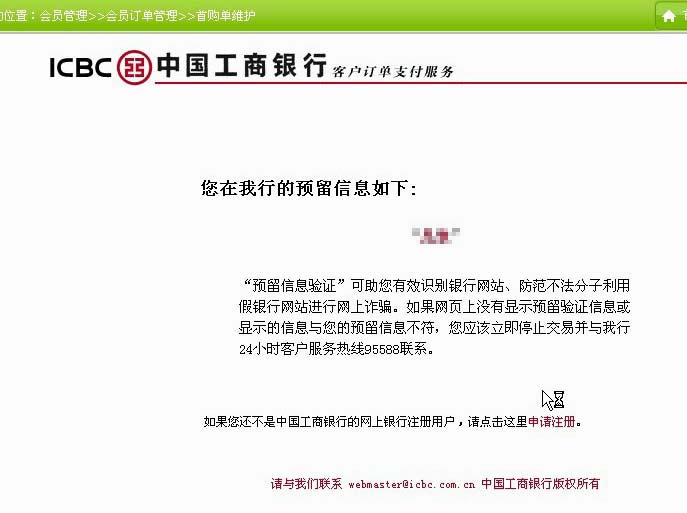 位置：会员管理>>会员订单管理>>首购单维护
ICBC 中国工商银行 客户订单支付服务
您在我行的预留信息如下：
“预留信息验证”可助您有效识别银行网站、防范不法分子利用
假银行网站进行网上诈骗。如果网页上没有显示预留验证信息或
显示的信息与您的预留信息不符，您应该立即停止交易并与我行
24小时客户服务热线95588联系。
如果您还不是中国工商银行的网上银行注册用户，请点击这里申请注册。
请与我们联系 webmaster@icbc.com.cn 中国工商银行版权所有